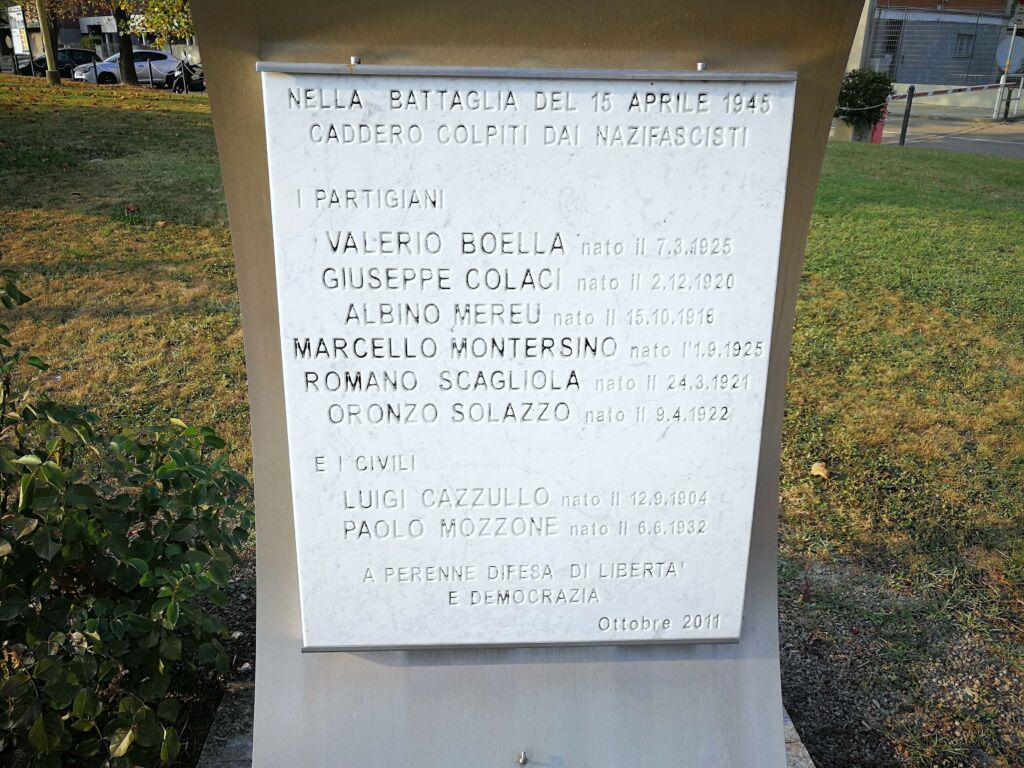 NELLA BATTAGLIA DEL 15 APRILE 1945
CADDERO COLPITI DAI NAZIFASCISTI
I PARTIGIANI
VALERIO BOELLA nato il 7.3.1925
GIUSEPPE COLACI nato il 2.12.1920
ALBINO MEREU nato il 15.10.1916
MARCELLO MONTERSINO nato l'1.9.1925
ROMANO SCAGLIOLA nato il 24.3.1921
ORONZO SOLAZZO nato il 9.4.1922
E I CIVILI
LUIGI CAZZULLO nato il 12.9.1904
PAOLO MOZZONE nato il 6.6.1932
A PERENNE DIFESA DI LIBERTA'
E DEMOCRAZIA
Ottobre 2011